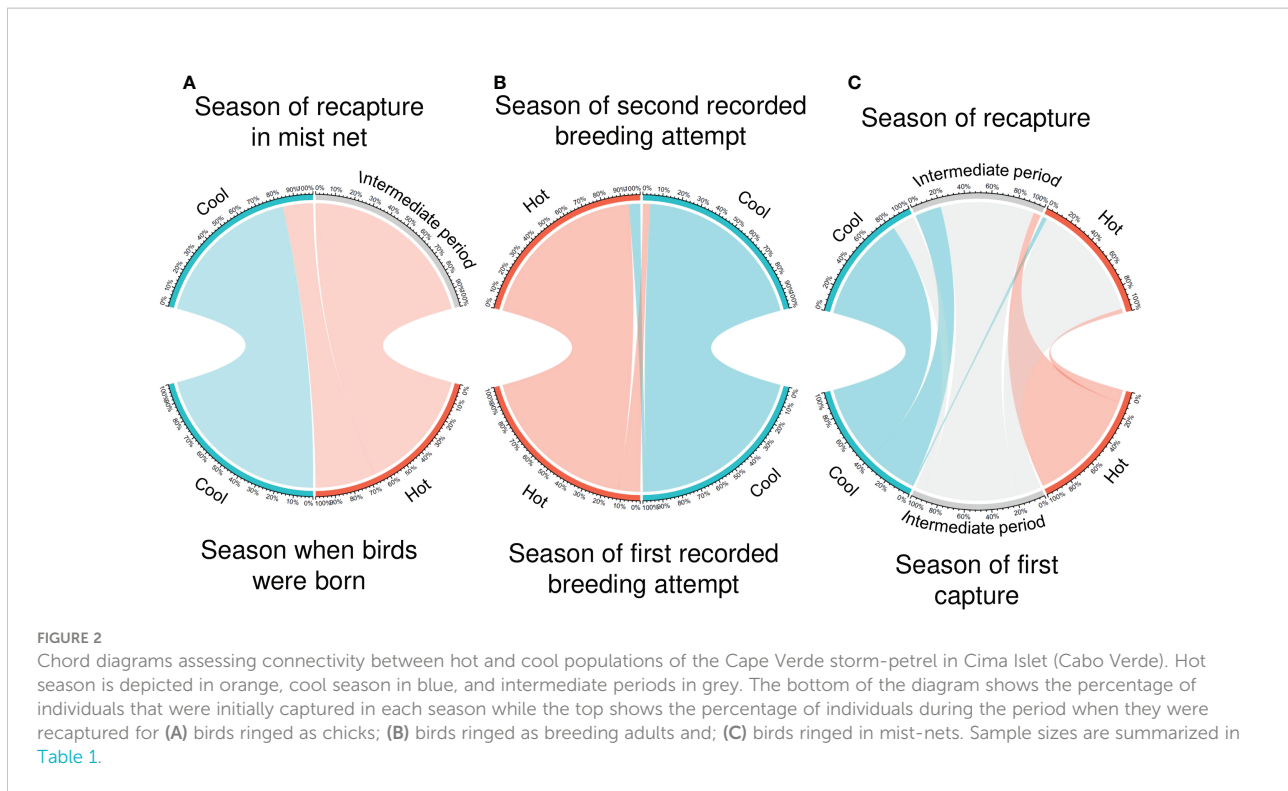 A
Season of recapture
in mist net
B
Season of second recorded
breeding attempt
C
Season of recapture
Cool
Intermediate period
Hot
Cool
Cool
Intermediate period
Hot
Cool
Hot
Hot
Cool
Cool
Intermediate period
Hot
Season when birds
were born
Season of first recorded
breeding attempt
Season of first
capture
FIGURE 2
Chord diagrams assessing connectivity between hot and cool populations of the Cape Verde storm-petrel in Cima Islet (Cabo Verde). Hot
season is depicted in orange, cool season in blue, and intermediate periods in grey. The bottom of the diagram shows the percentage of
individuals that were initially captured in each season while the top shows the percentage of individuals during the period when they were
recaptured for (A) birds ringed as chicks; (B) birds ringed as breeding adults and; (C) birds ringed in mist-nets. Sample sizes are summarized in
Table 1.